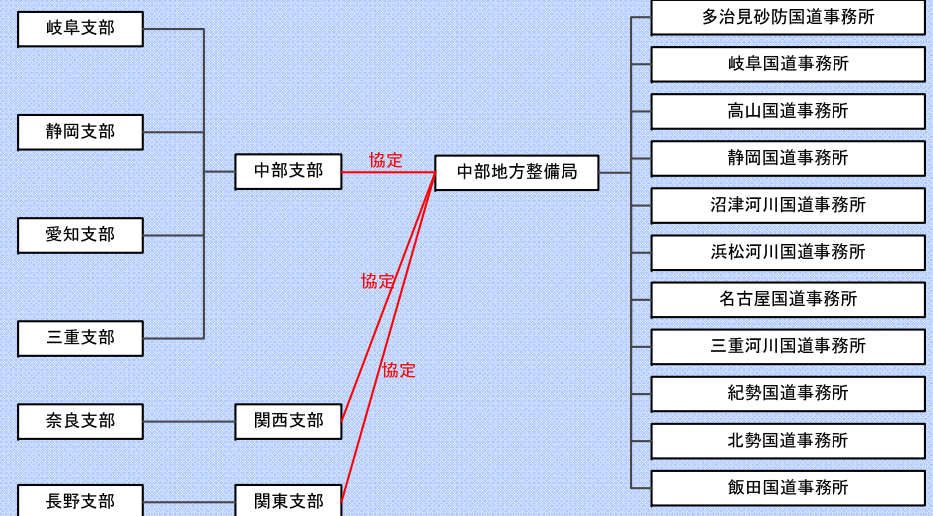 岐阜支部
静岡支部
愛知支部
三重支部
奈良支部
長野支部
中部支部
関西支部
関東支部
協定
協定
協定
中部地方整備局
多治見砂防国道事務所
岐阜国道事務所
高山国道事務所
静岡国道事務所
沼津河川国道事務所
浜松河川国道事務所
名古屋国道事務所
三重河川国道事務所
紀勢国道事務所
北勢国道事務所
飯田国道事務所